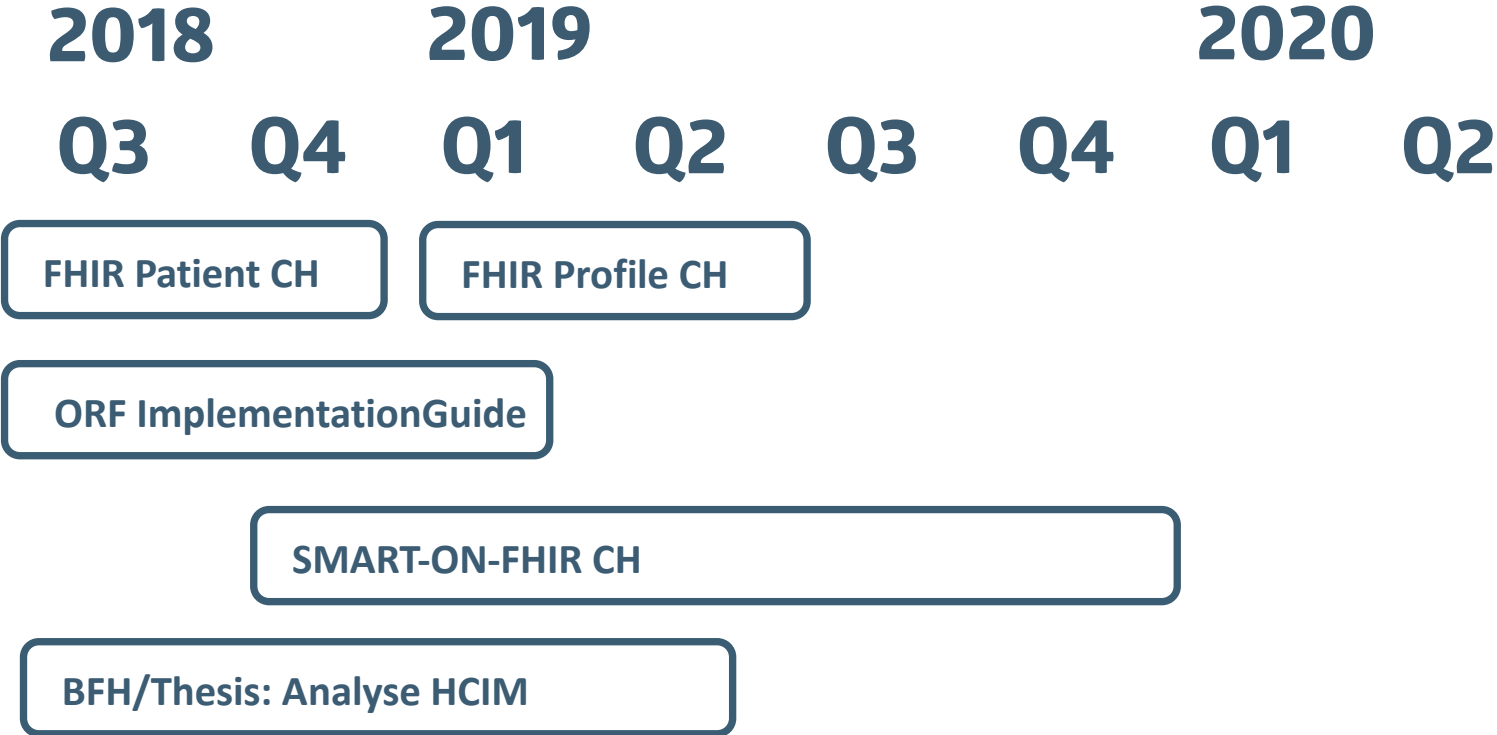 2018 2019 2020
Q3 Q4 Q1 Q2 Q3 Q4 Q1 Q2
FHIR Patient CH FHIR Profile CH
ORF ImplementationGuide
SMART-ON-FHIR CH
BFH/Thesis: Analyse HCIM